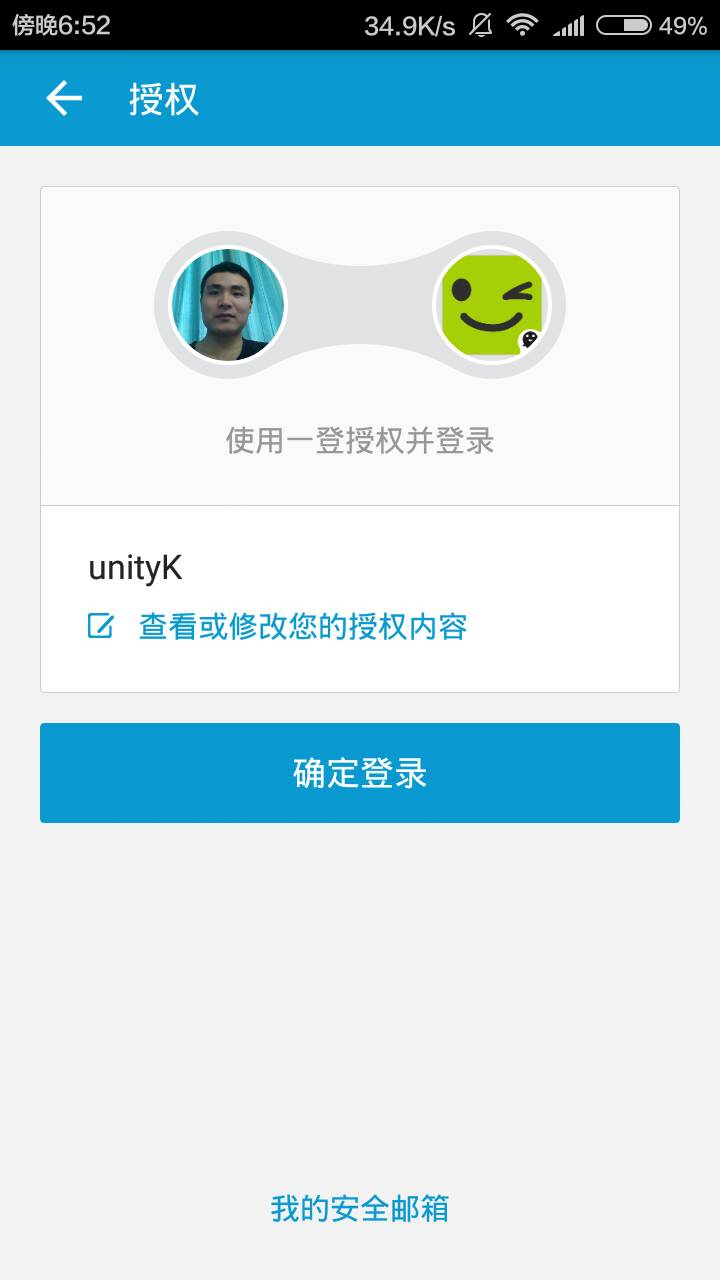 傍晚6:52 34.9K/s 49%
授权
使用一登授权并登录
unityK
查看或修改您的授权内容
确定登录
我的安全邮箱